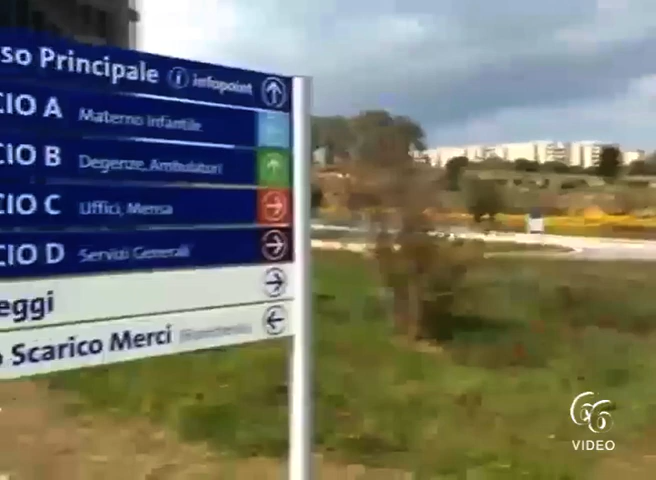 so Principale i infopoint
CIO A Materno Infantile
CIO B Degenze, Ambulatori
CIO C Uffici, Mensa
CIO D Servizi Generali
eggi
o Scarico Merci
66
VIDEO